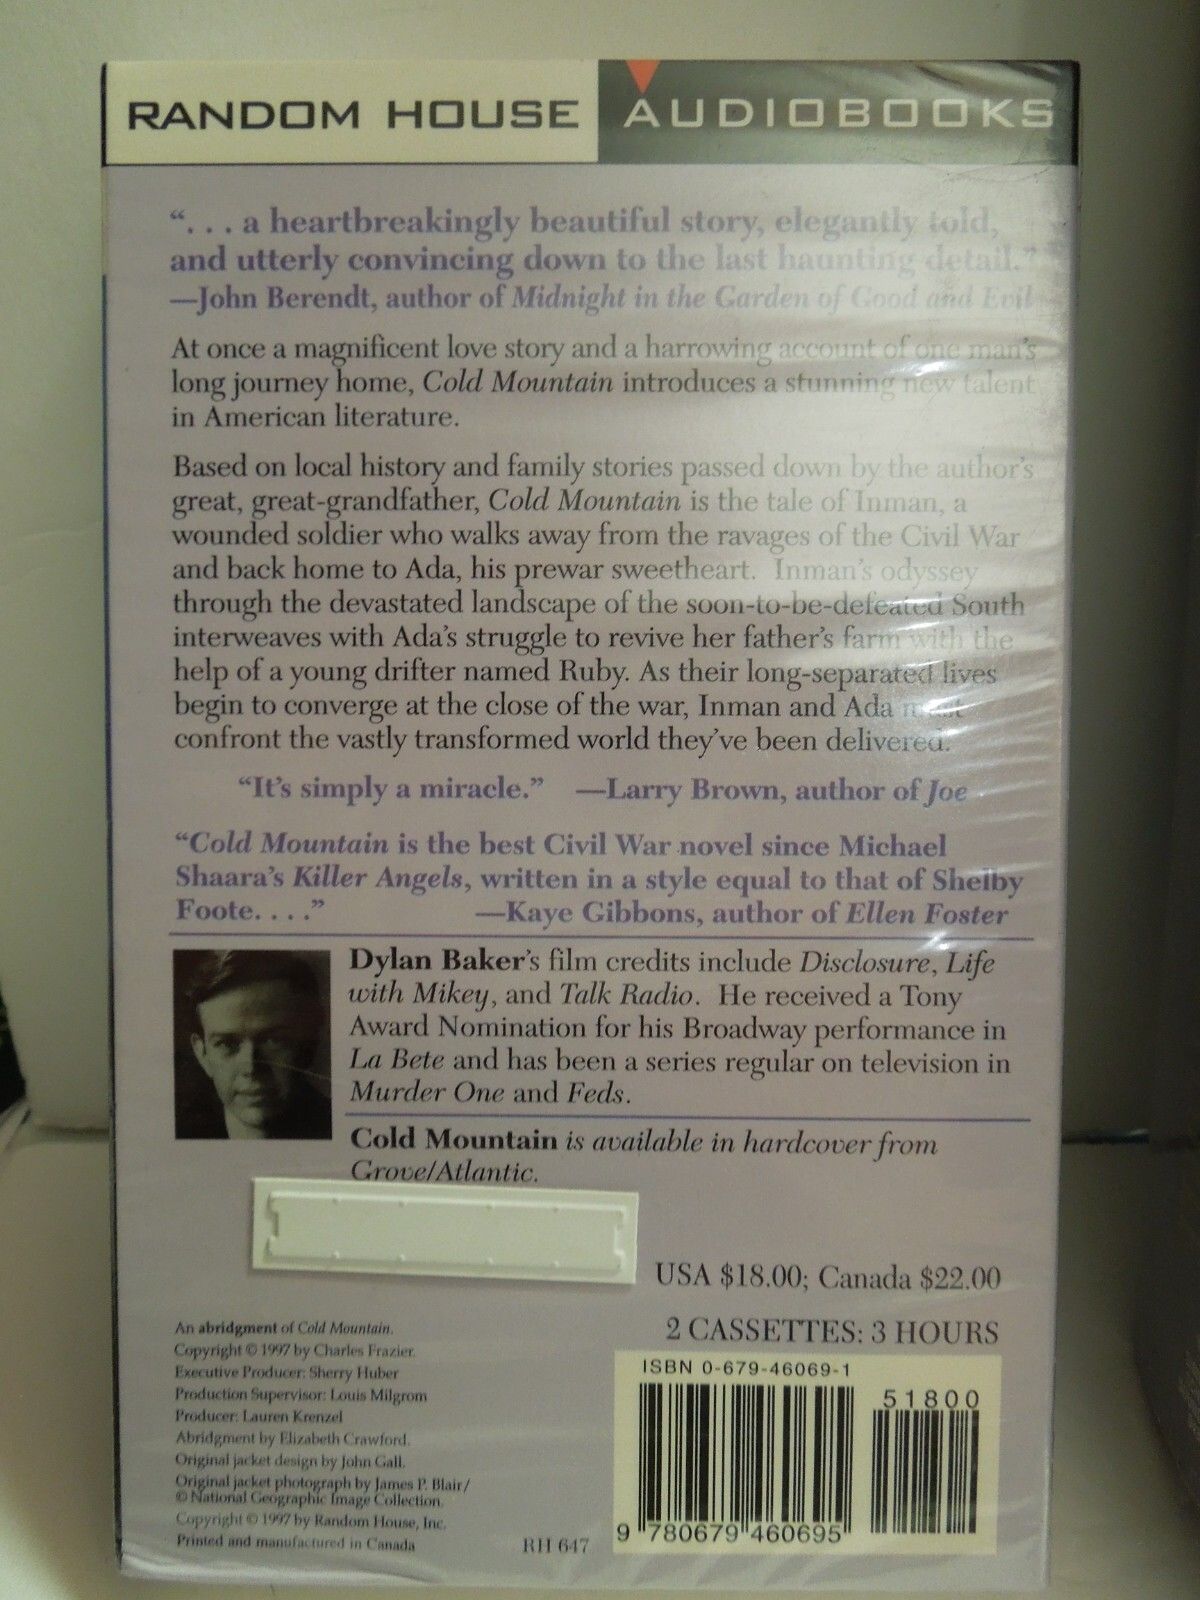 RANDOM HOUSE AUDIOBOOKS
“. . . a heartbreakingly beautiful story, elegantly told,
and utterly convincing down to the last haunting detail.”
—John Berendt, author of Midnight in the Garden of Good and Evil
At once a magnificent love story and a harrowing account of one man's
long journey home, Cold Mountain introduces a stunning new talent
in American literature.
Based on local history and family stories passed down by the author's
great, great-grandfather, Cold Mountain is the tale of Inman, a
wounded soldier who walks away from the ravages of the Civil War
and back home to Ada, his prewar sweetheart. Inman's odyssey
through the devastated landscape of the soon-to-be-defeated South
interweaves with Ada's struggle to revive her father's farm with the
help of a young drifter named Ruby. As their long-separated lives
begin to converge at the close of the war, Inman and Ada must
confront the vastly transformed world they've been delivered.
“It's simply a miracle.” —Larry Brown, author of Joe
“Cold Mountain is the best Civil War novel since Michael
Shaara's Killer Angels, written in a style equal to that of Shelby
Foote. . . .” —Kaye Gibbons, author of Ellen Foster
Dylan Baker's film credits include Disclosure, Life
with Mikey, and Talk Radio. He received a Tony
Award Nomination for his Broadway performance in
La Bete and has been a series regular on television in
Murder One and Feds.
Cold Mountain is available in hardcover from
Grove/Atlantic.
USA $18.00; Canada $22.00
2 CASSETTES: 3 HOURS
An abridgment of Cold Mountain.
Copyright © 1997 by Charles Frazier.
Executive Producer: Sherry Huber
Production Supervisor: Louis Milgrom
Producer: Lauren Krenzel
Abridgment by Elizabeth Crawford.
Original jacket design by John Gall.
Original jacket photograph by James P. Blair/
© National Geographic Image Collection.
Copyright © 1997 by Random House, Inc.
Printed and manufactured in Canada
RH 647
ISBN 0-679-46069-1
51800
9 780679 460695